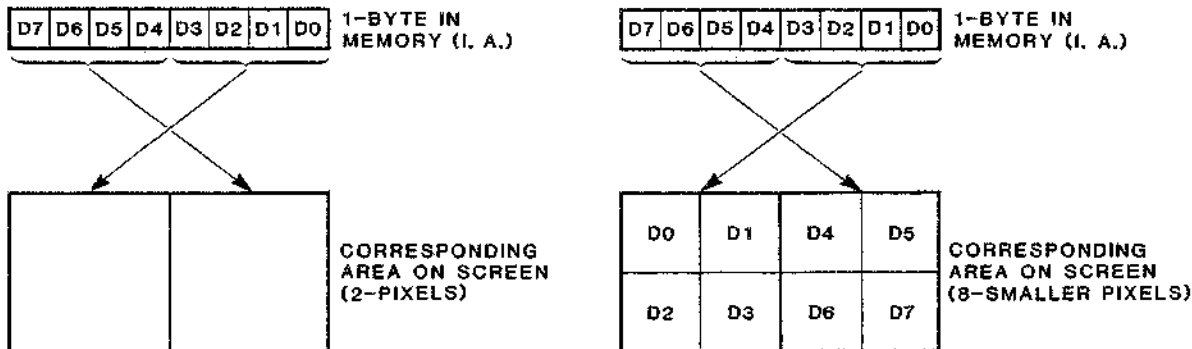 D7 D6 D5 D4 D3 D2 D1 D0
1-BYTE IN
MEMORY (I. A.)
CORRESPONDING
AREA ON SCREEN
(2-PIXELS)
D7 D6 D5 D4 D3 D2 D1 D0
1-BYTE IN
MEMORY (I. A.)
D0 D1 D4 D5
D2 D3 D6 D7
CORRESPONDING
AREA ON SCREEN
(8-SMALLER PIXELS)